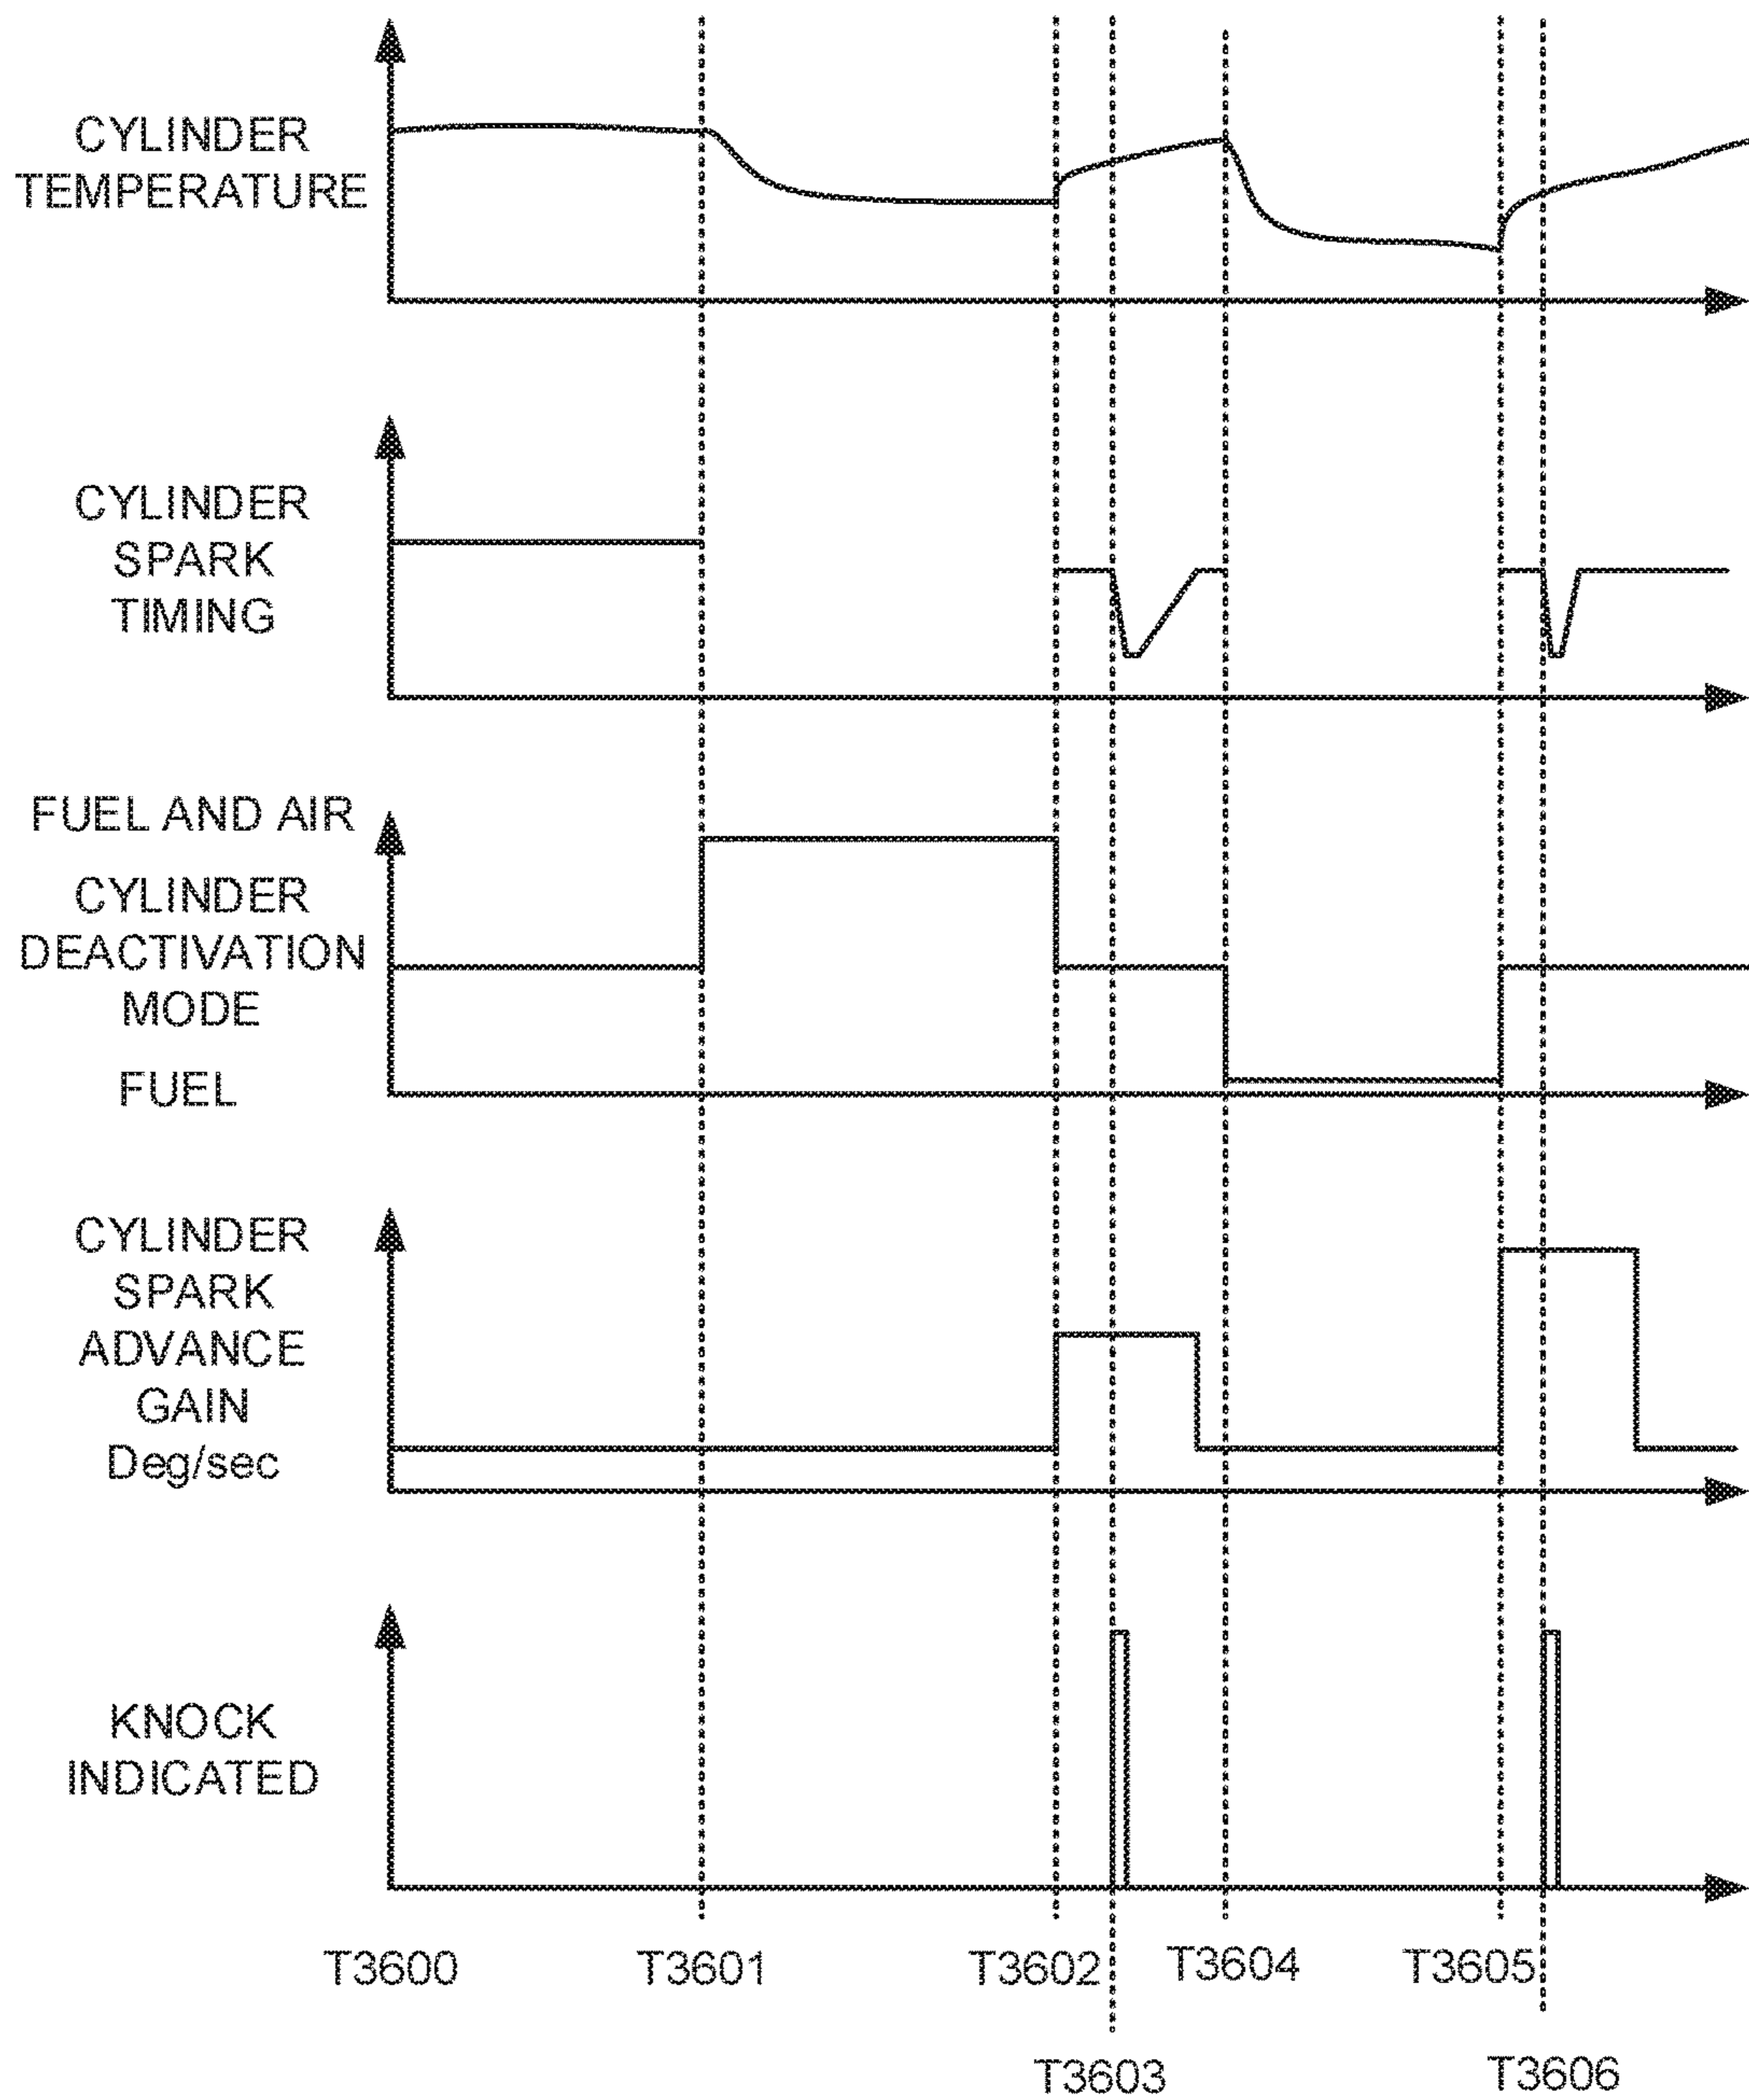 CYLINDER
TEMPERATURE
CYLINDER
SPARK
TIMING
FUEL AND AIR
CYLINDER
DEACTIVATION
MODE
FUEL
CYLINDER
SPARK
ADVANCE
GAIN
Deg/sec
KNOCK
INDICATED
T3600 T3601 T3602 T3604 T3605
T3603 T3606